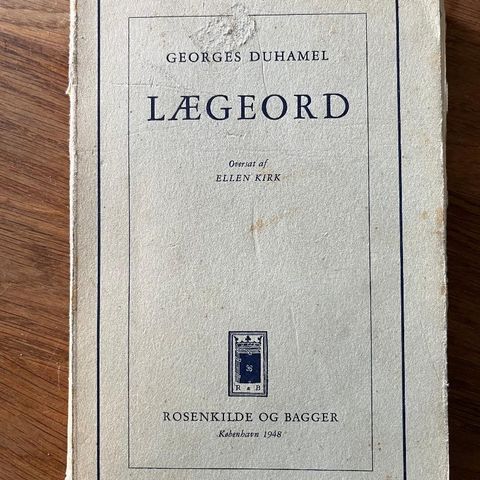 GEORGES DUHAMEL
LÆGEORD
Oversat af
ELLEN KIRK
R & B
ROSENKILDE OG BAGGER
København 1948